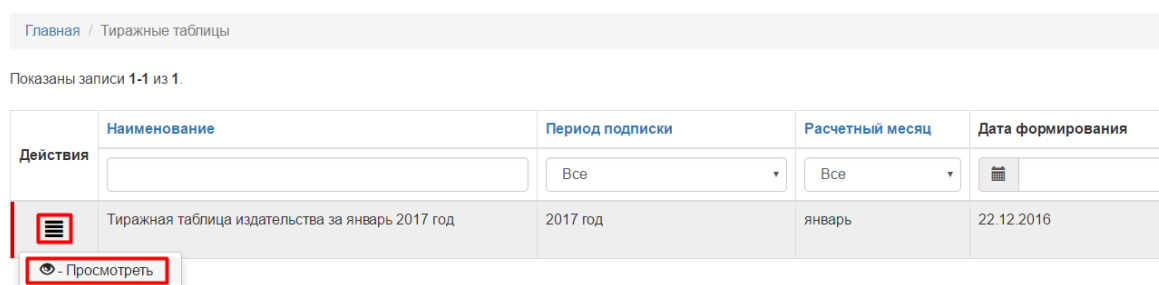 Главная / Тиражные таблицы
Показаны записи 1-1 из 1.
Действия Наименование Период подписки Расчетный месяц Дата формирования
Все Все
Тиражная таблица издательства за январь 2017 год 2017 год январь 22.12.2016
- Просмотреть